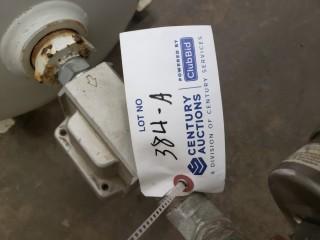 LOT NO
384-A
CENTURY
AUCTIONS
A DIVISION OF CENTURY SERVICES
POWERED BY
ClubBid